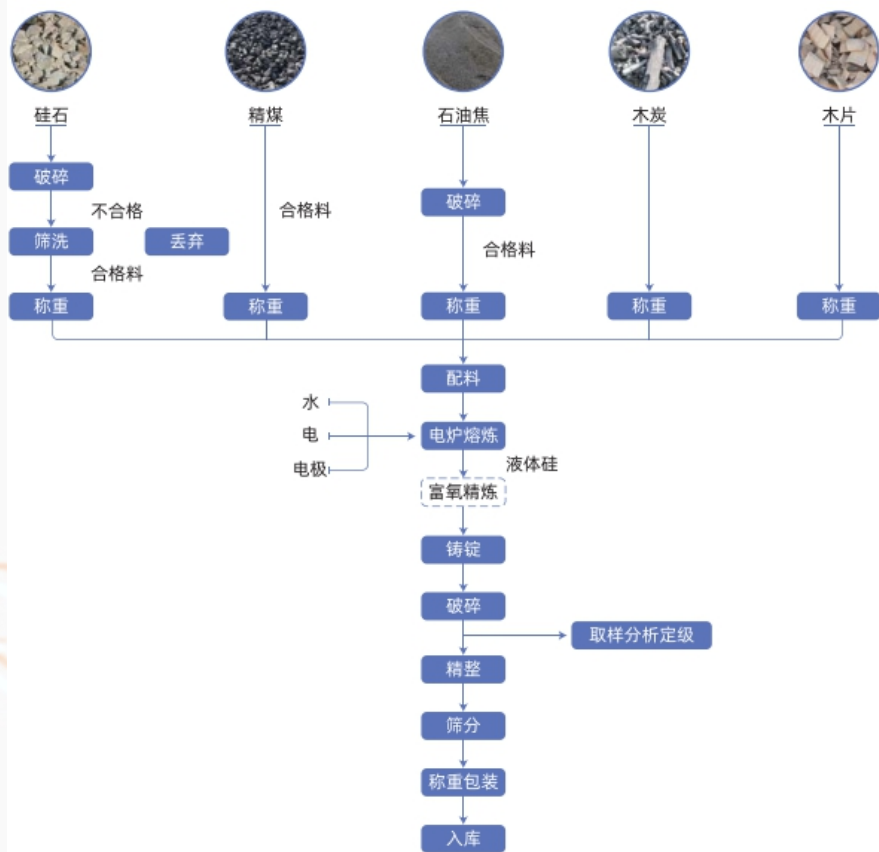 硅石
精煤
石油焦
木炭
木片
破碎
破碎
不合格
合格料
筛洗
丢弃
合格料
合格料
称重
称重
称重
称重
称重
配料
水
电
电炉熔炼
电极
液体硅
富氧精炼
铸锭
破碎
取样分析定级
精整
筛分
称重包装
入库